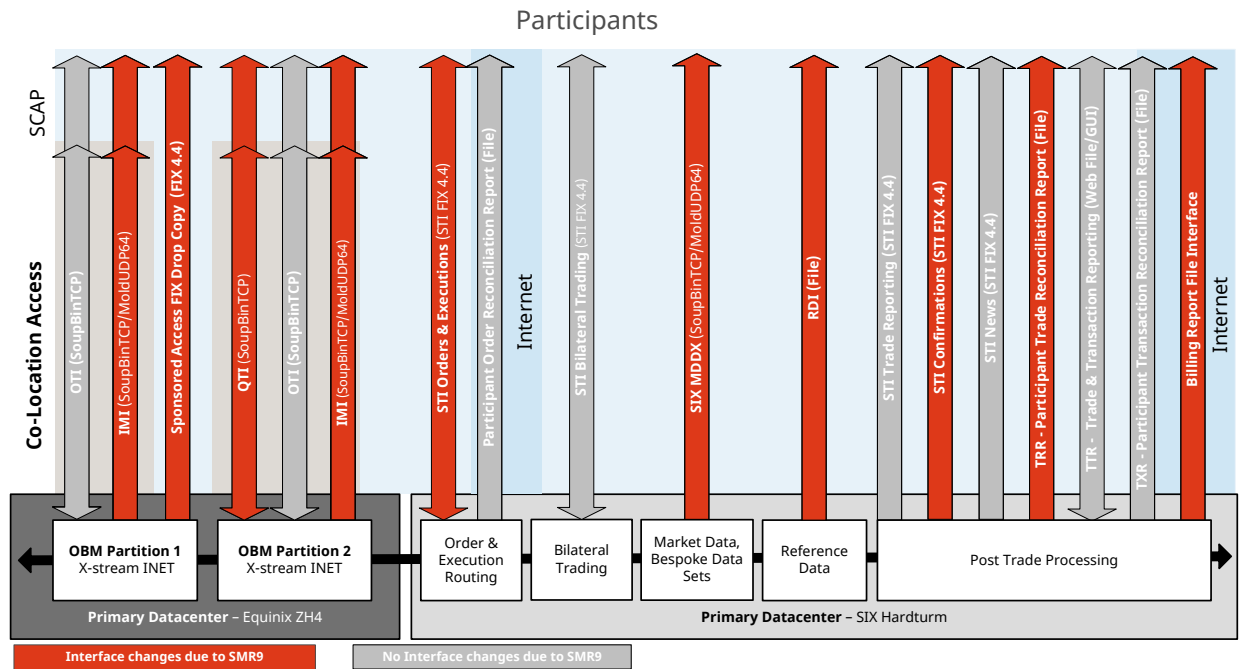 Participants
SCAP
Co-Location Access
OTI (SoupBinTCP)
IMI (SoupBinTCP/MoldUDP64)
Sponsored Access FIX Drop Copy (FIX 4.4)
QTI (SoupBinTCP)
OTI (SoupBinTCP)
IMI (SoupBinTCP/MoldUDP64)
STI Orders & Executions (STI FIX 4.4)
Participant Order Reconciliation Report (File)
Internet
STI Bilateral Trading (STI FIX 4.4)
SIX MDDX (SoupBinTCP/MoldUDP64)
RDI (File)
STI Trade Reporting (STI FIX 4.4)
STI Confirmations (STI FIX 4.4)
STI News (STI FIX 4.4)
TRR - Participant Trade Reconciliation Report (File)
TTR - Trade & Transaction Reporting (Web File/GUI)
TXR - Participant Transaction Reconciliation Report (File)
Billing Report File Interface
Internet
OBM Partition 1
X-stream INET
OBM Partition 2
X-stream INET
Order &
Execution
Routing
Bilateral
Trading
Market Data,
Bespoke Data
Sets
Reference
Data
Post Trade Processing
Primary Datacenter – Equinix ZH4
Primary Datacenter – SIX Hardturm
Interface changes due to SMR9
No Interface changes due to SMR9